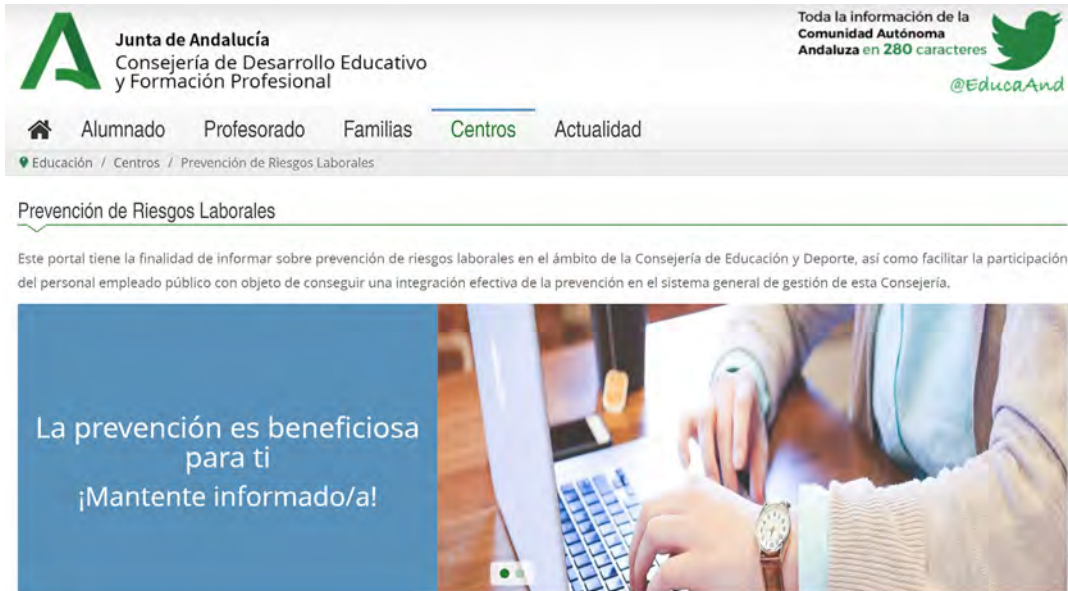 Junta de Andalucía
Consejería de Desarrollo Educativo
y Formación Profesional
Toda la información de la
Comunidad Autónoma
Andaluza en 280 caracteres
@EducaAnd
Alumnado Profesorado Familias Centros Actualidad
Educación / Centros / Prevención de Riesgos Laborales
Prevención de Riesgos Laborales
Este portal tiene la finalidad de informar sobre prevención de riesgos laborales en el ámbito de la Consejería de Educación y Deporte, así como facilitar la participación
del personal empleado público con objeto de conseguir una integración efectiva de la prevención en el sistema general de gestión de esta Consejería.
La prevención es beneficiosa
para ti
¡Mantente informado/a!